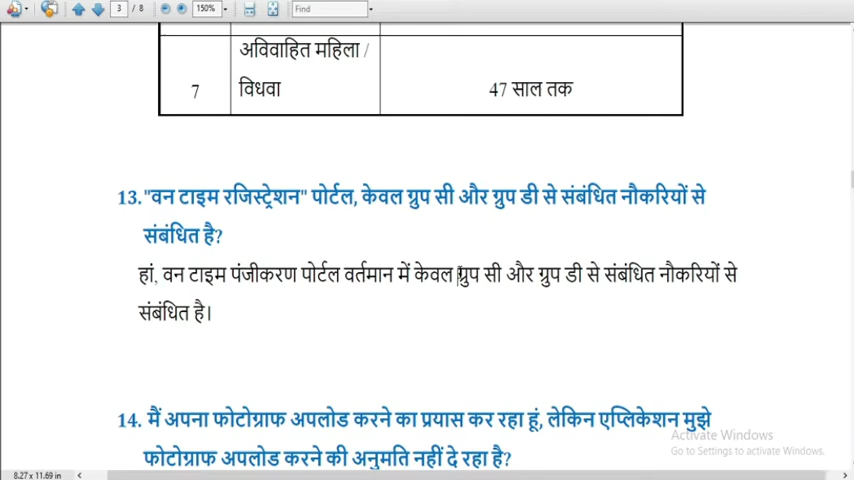 3 / 8 150% Find
अविवाहित महिला /
7 विधवा 47 साल तक
13. "वन टाइम रजिस्ट्रेशन" पोर्टल, केवल ग्रुप सी और ग्रुप डी से संबंधित नौकरियों से
संबंधित है?
हां, वन टाइम पंजीकरण पोर्टल वर्तमान में केवल ग्रुप सी और ग्रुप डी से संबंधित नौकरियों से
संबंधित है।
14. मैं अपना फोटोग्राफ अपलोड करने का प्रयास कर रहा हूं, लेकिन एप्लिकेशन मुझे
फोटोग्राफ अपलोड करने की अनुमति नहीं दे रहा है?
Activate Windows
Go to Settings to activate Windows.
8.27 x 11.69 in